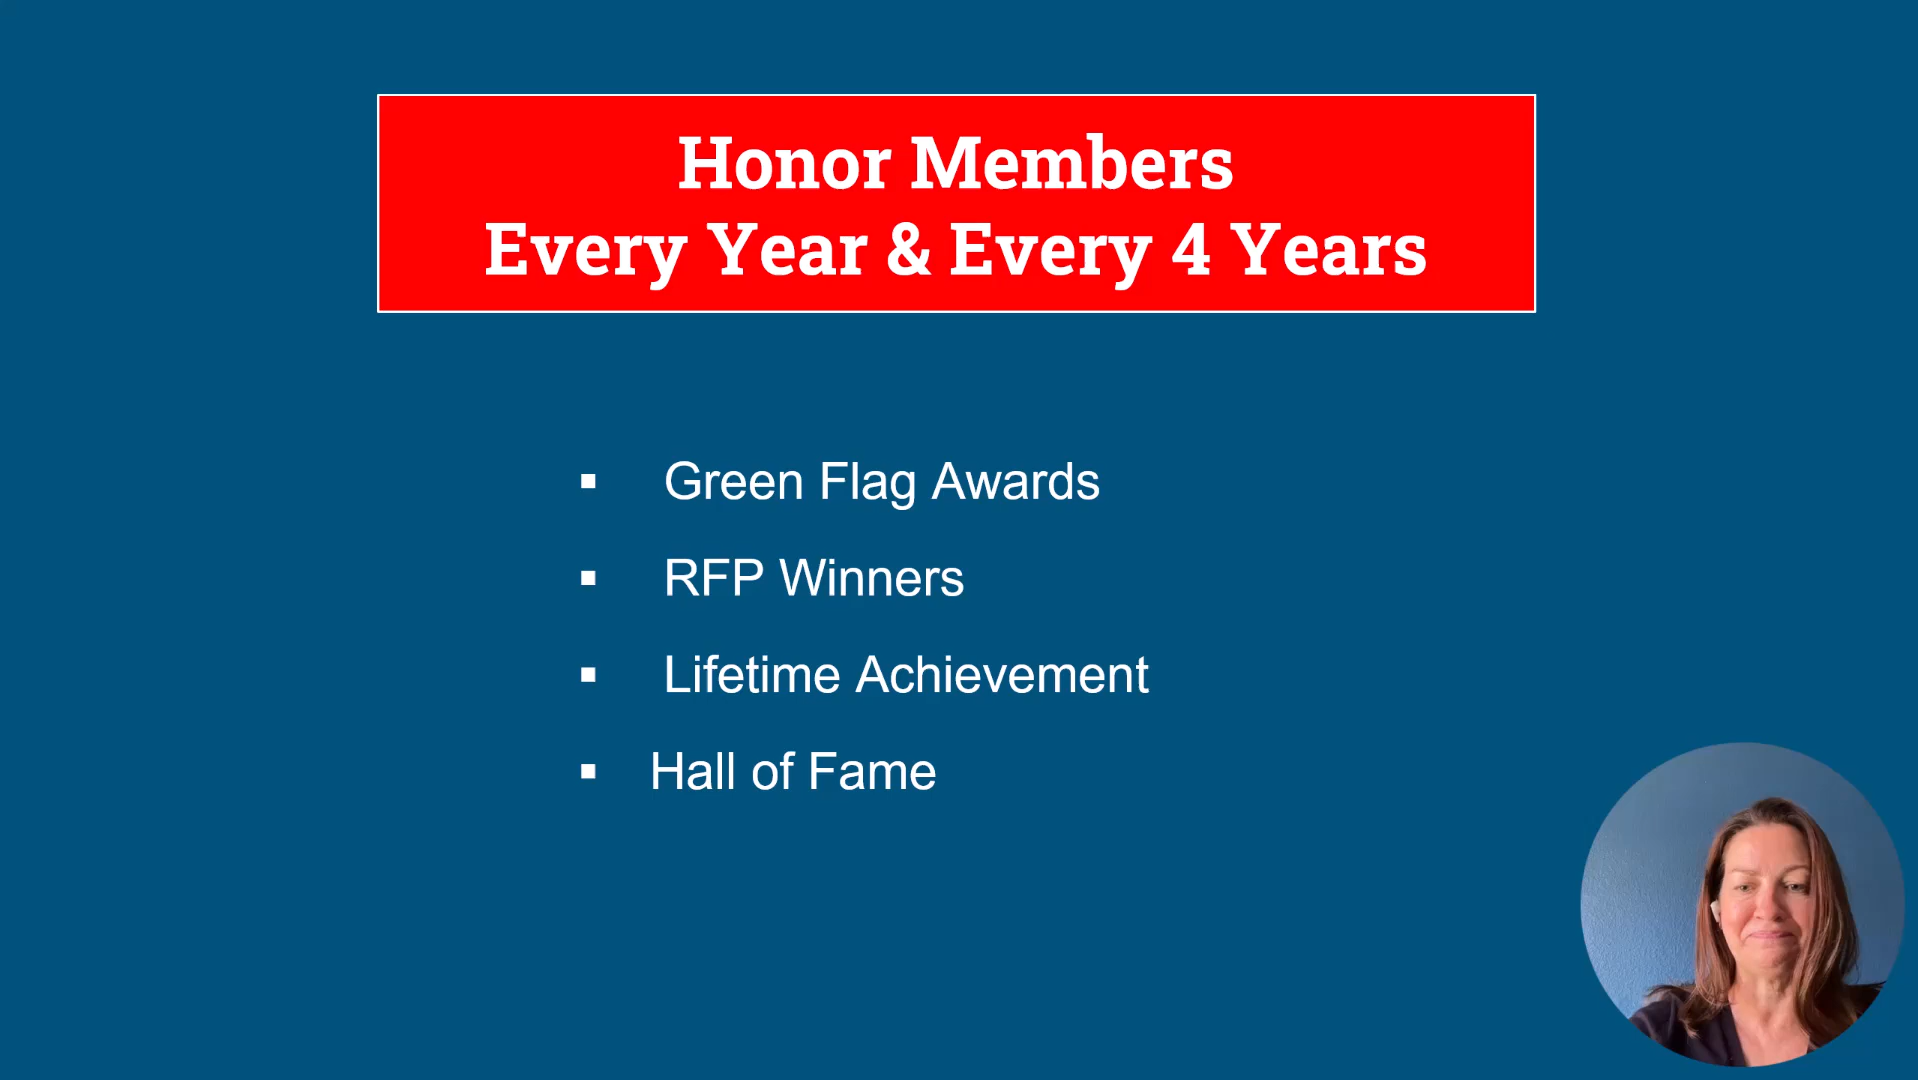 Honor Members
Every Year & Every 4 Years
▪ Green Flag Awards
▪ RFP Winners
▪ Lifetime Achievement
▪ Hall of Fame